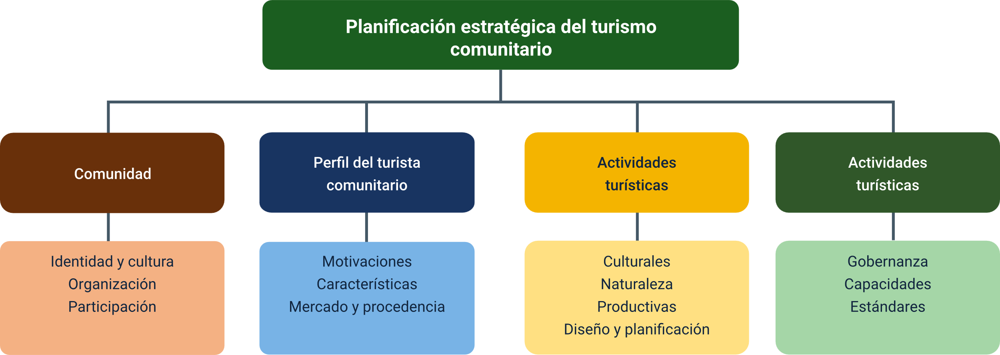 Planificación estratégica del turismo
comunitario
Comunidad
Perfil del turista
comunitario
Actividades
turísticas
Actividades
turísticas
Identidad y cultura
Organización
Participación
Motivaciones
Características
Mercado y procedencia
Culturales
Naturalez
Productivas
Diseño y planificación
Gobernanza
Capacidades
Estándares